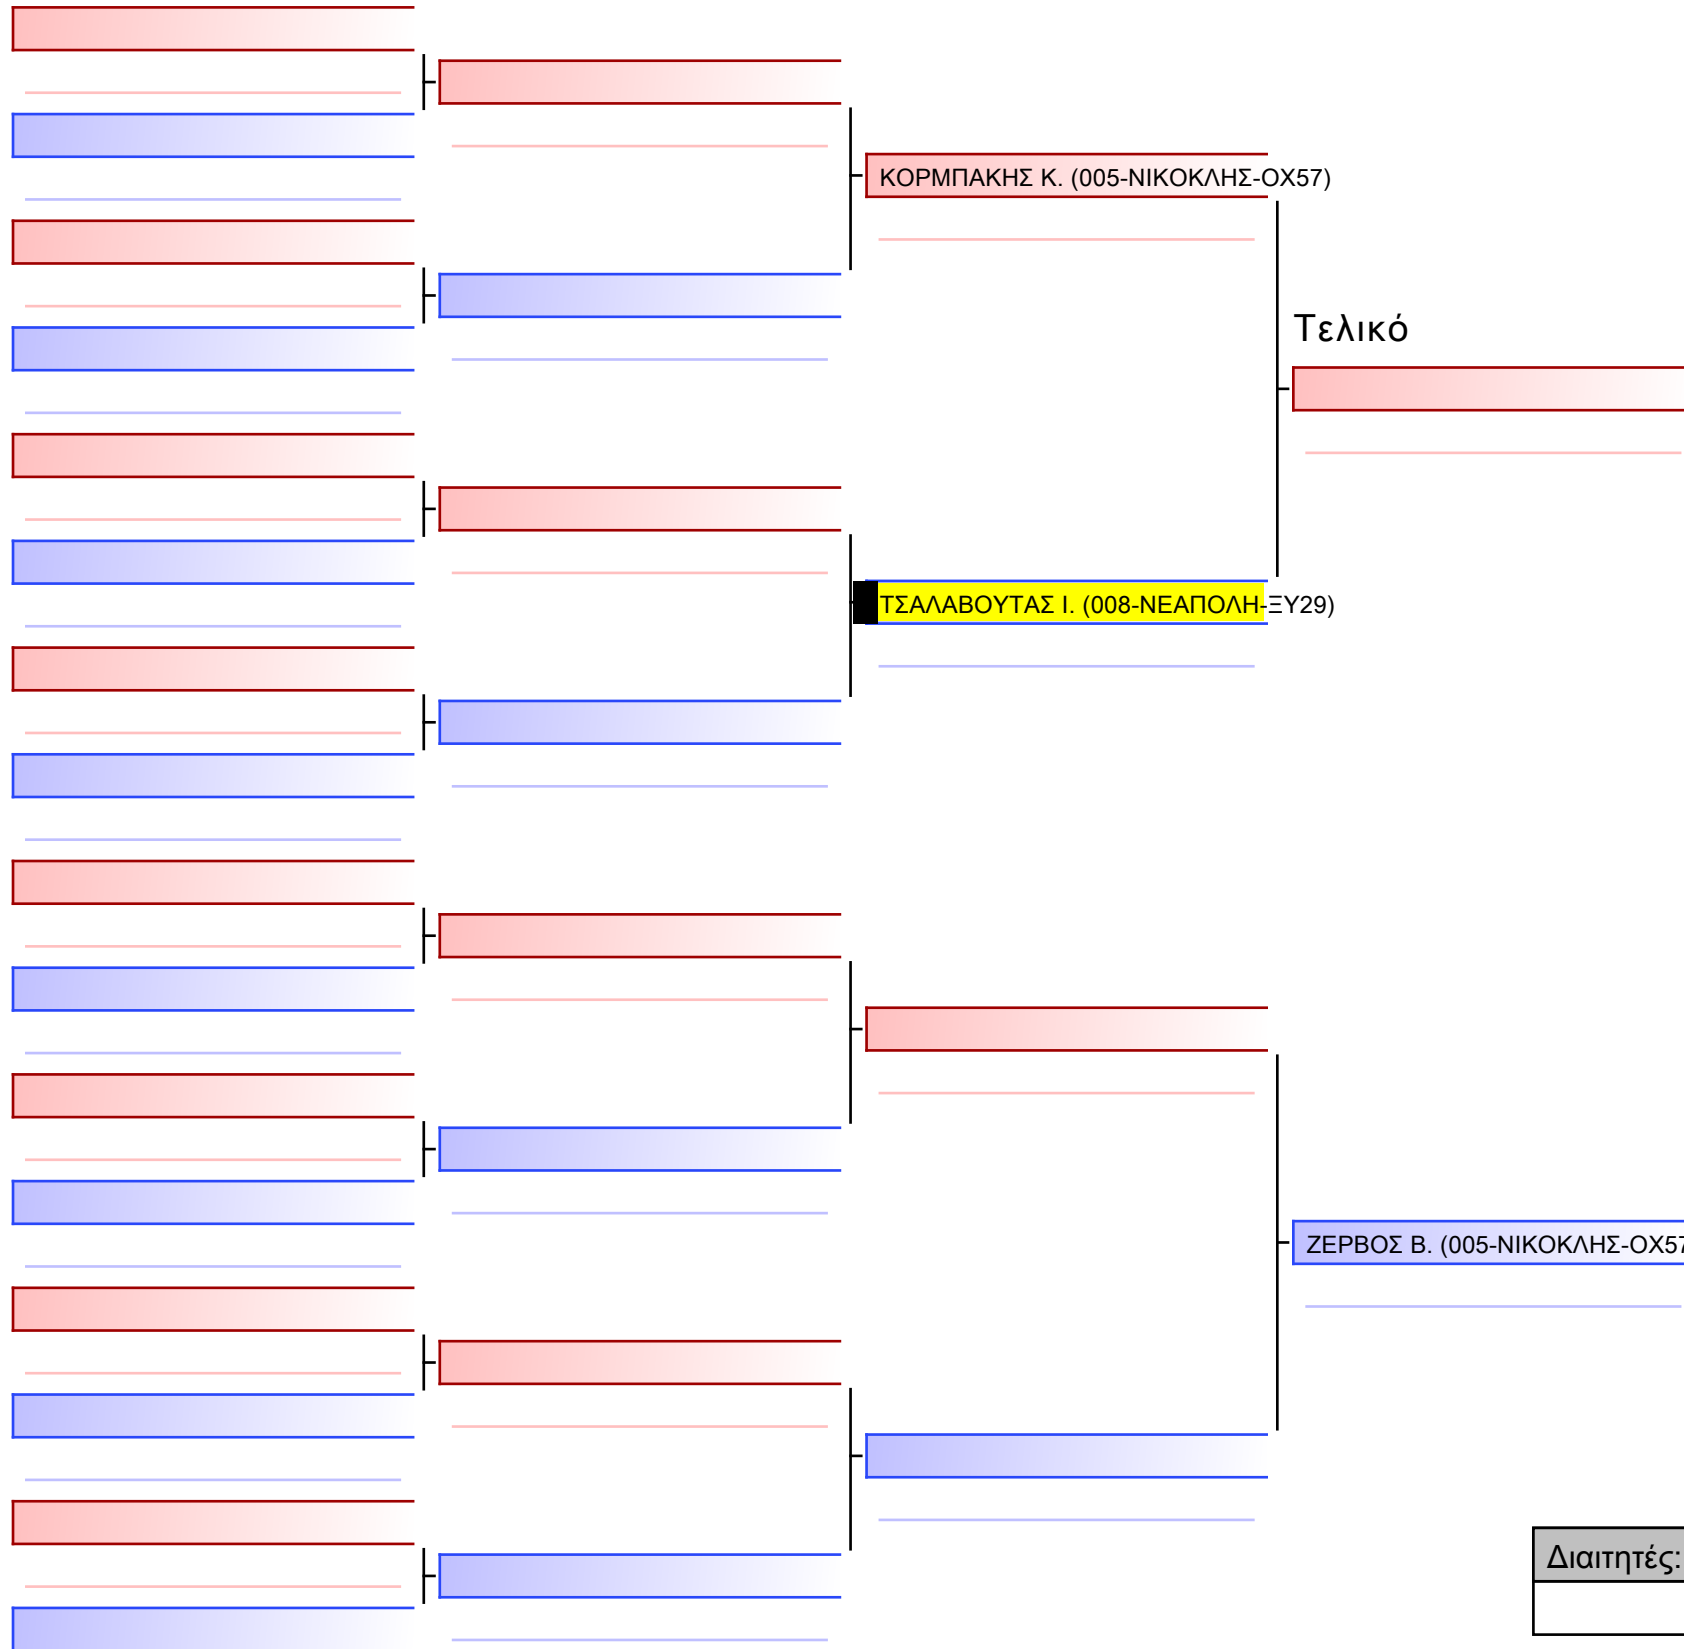 ΚΟΡΜΠΑΚΗΣ Κ. (005-ΝΙΚΟΚΛΗΣ-ΟΧ57)
Τελικό
ΤΣΑΛΑΒΟΥΤΑΣ Ι. (008-ΝΕΑΠΟΛΗ-ΞΥ29)
ΖΕΡΒΟΣ Β. (005-ΝΙΚΟΚΛΗΣ-ΟΧ57
Διαιτητές: